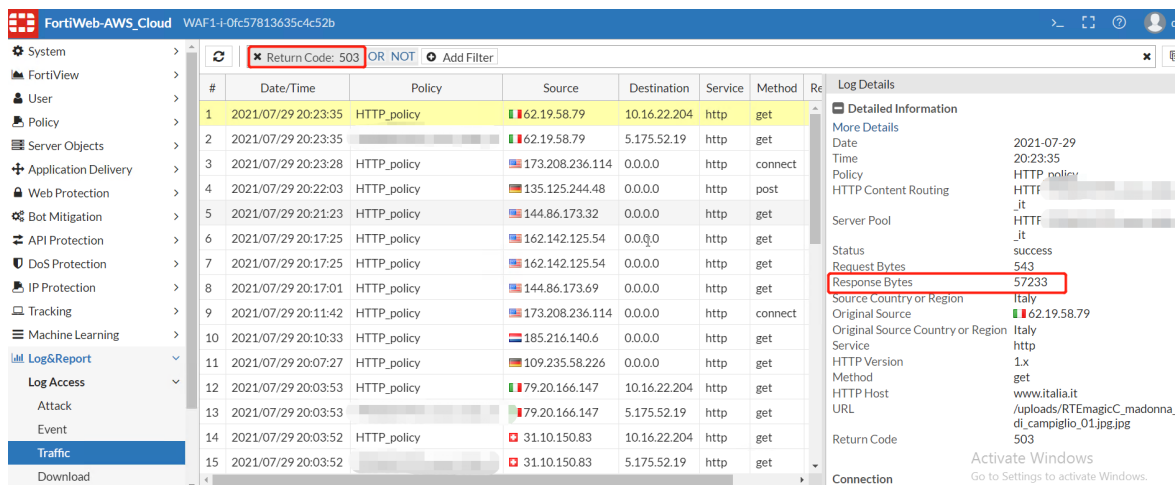 FortiWeb-AWS_Cloud WAF1-i-0fc57813635c4c52b
System
FortiView
User
Policy
Server Objects
Application Delivery
Web Protection
Bot Mitigation
API Protection
DoS Protection
IP Protection
Tracking
Machine Learning
Log&Report
Log Access
Attack
Event
Traffic
Download
Return Code: 503 OR NOT Add Filter
# Date/Time Policy Source Destination Service Method Re
1 2021/07/29 20:23:35 HTTP_policy 62.19.58.79 10.16.22.204 http get
2 2021/07/29 20:23:35 62.19.58.79 5.175.52.19 http get
3 2021/07/29 20:23:28 HTTP_policy 173.208.236.114 0.0.0.0 http connect
4 2021/07/29 20:22:03 HTTP_policy 135.125.244.48 0.0.0.0 http post
5 2021/07/29 20:21:23 HTTP_policy 144.86.173.32 0.0.0.0 http get
6 2021/07/29 20:17:25 HTTP_policy 162.142.125.54 0.0.0.0 http get
7 2021/07/29 20:17:25 HTTP_policy 162.142.125.54 0.0.0.0 http get
8 2021/07/29 20:17:01 HTTP_policy 144.86.173.69 0.0.0.0 http get
9 2021/07/29 20:11:42 HTTP_policy 173.208.236.114 0.0.0.0 http connect
10 2021/07/29 20:10:33 HTTP_policy 185.216.140.6 0.0.0.0 http get
11 2021/07/29 20:07:27 HTTP_policy 109.235.58.226 0.0.0.0 http get
12 2021/07/29 20:03:53 HTTP_policy 79.20.166.147 10.16.22.204 http get
13 2021/07/29 20:03:53 79.20.166.147 5.175.52.19 http get
14 2021/07/29 20:03:52 HTTP_policy 31.10.150.83 10.16.22.204 http get
15 2021/07/29 20:03:52 31.10.150.83 5.175.52.19 http get
Log Details
Detailed Information
More Details
Date 2021-07-29
Time 20:23:35
Policy HTTP_policy
HTTP Content Routing HTTF
_it
Server Pool HTTF
_it
Status success
Request Bytes 543
Response Bytes 57233
Source Country or Region Italy
Original Source 62.19.58.79
Original Source Country or Region Italy
Service http
HTTP Version 1.x
Method get
HTTP Host www.italia.it
URL /uploads/RTEmagicC_madonna_
di_campiglio_01.jpg.jpg
Return Code 503
Connection
Activate Windows
Go to Settings to activate Windows.